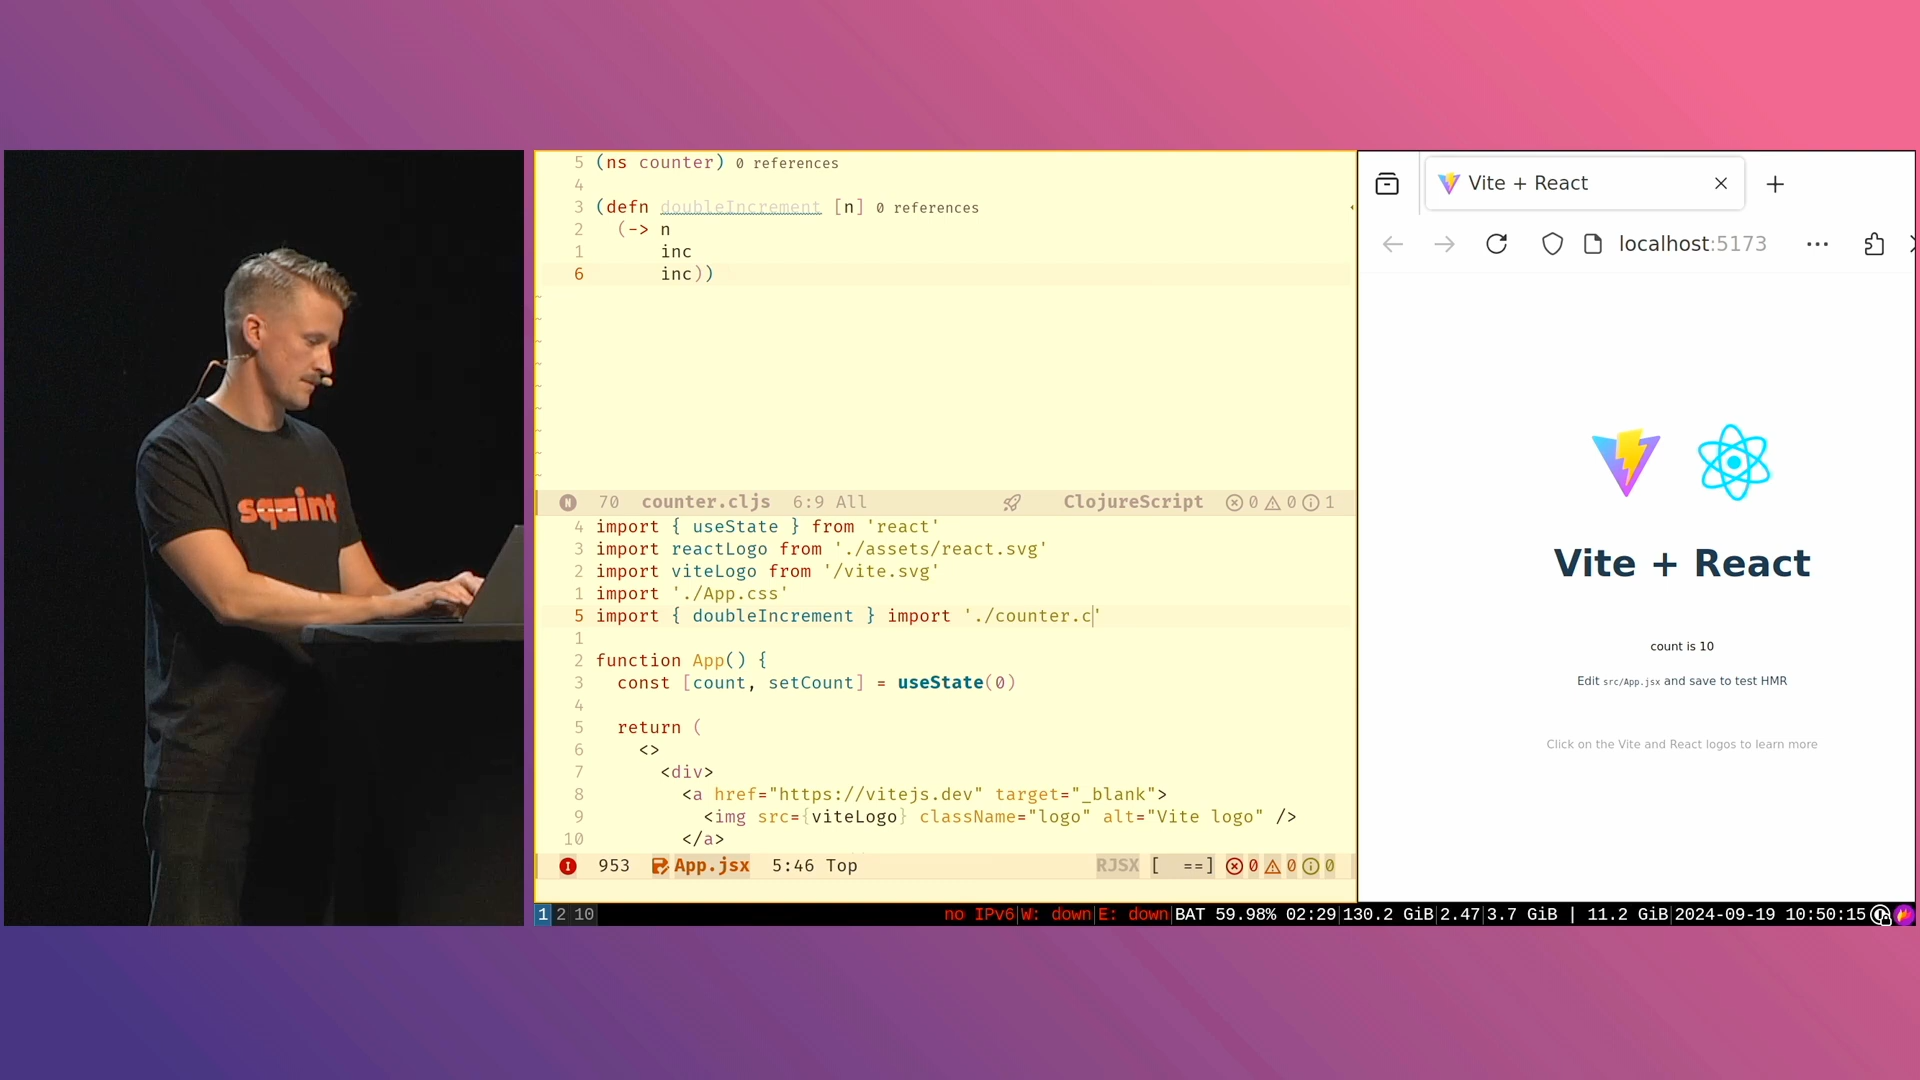 squint
5 (ns counter) 0 references
4
3 (defn doubleIncrement [n] 0 references
2   (-> n
1       inc
6       inc))
N 70 counter.cljs 6:9 All ClojureScript 0 0 1
4 import { useState } from 'react'
3 import reactLogo from './assets/react.svg'
2 import viteLogo from '/vite.svg'
1 import './App.css'
5 import { doubleIncrement } import './counter.c'
1
2 function App() {
3   const [count, setCount] = useState(0)
4
5   return (
6     <>
7       <div>
8         <a href="https://vitejs.dev" target="_blank">
9           <img src={viteLogo} className="logo" alt="Vite logo" />
10         </a>
I 953 App.jsx 5:46 Top RJSX [  ==] 0 0 0
Vite + React
localhost:5173
Vite + React
count is 10
Edit src/App.jsx and save to test HMR
Click on the Vite and React logos to learn more
1 2 10 no IPv6|W: down|E: down|BAT 59.98% 02:29|130.2 GiB|2.47|3.7 GiB | 11.2 GiB|2024-09-19 10:50:15